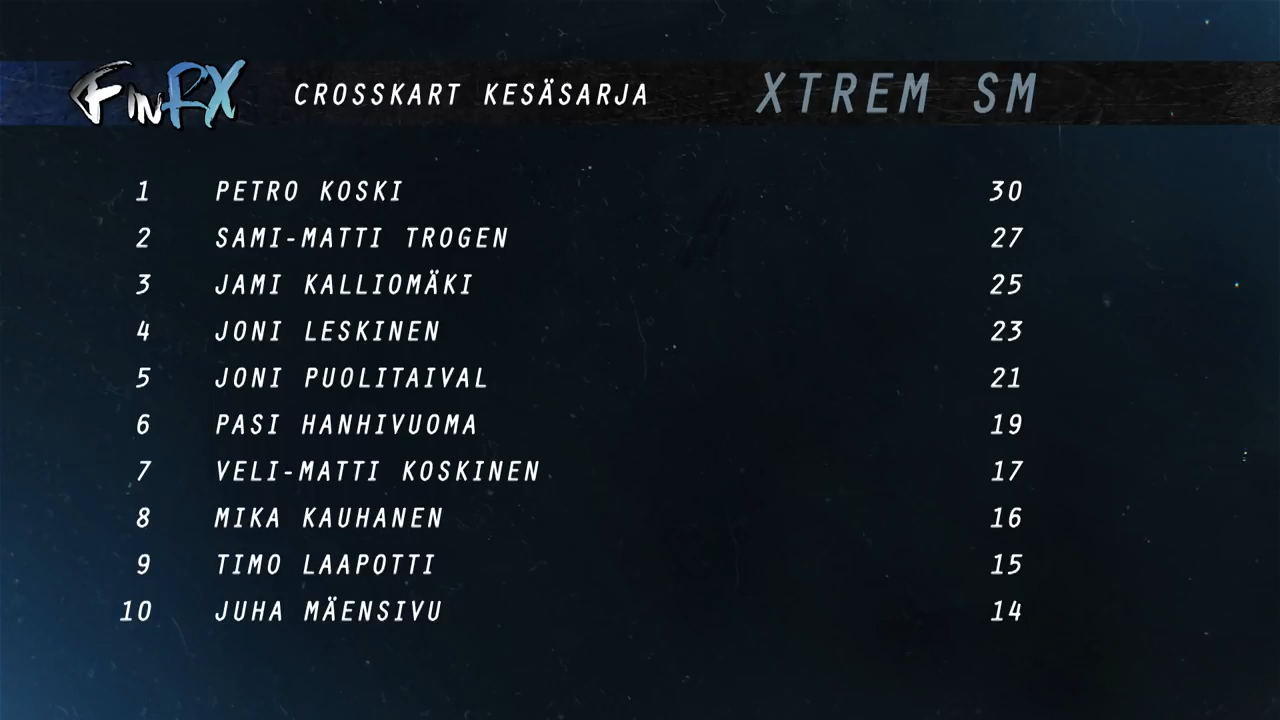 FINRX CROSSKART KESÄSARJA XTREM SM
1 PETRO KOSKI 30
2 SAMI-MATTI TROGEN 27
3 JAMI KALLIOMÄKI 25
4 JONI LESKINEN 23
5 JONI PUOLITAIVAL 21
6 PASI HANHIVUOMA 19
7 VELI-MATTI KOSKINEN 17
8 MIKA KAUHANEN 16
9 TIMO LAAPOTTI 15
10 JUHA MÄENSIVU 14